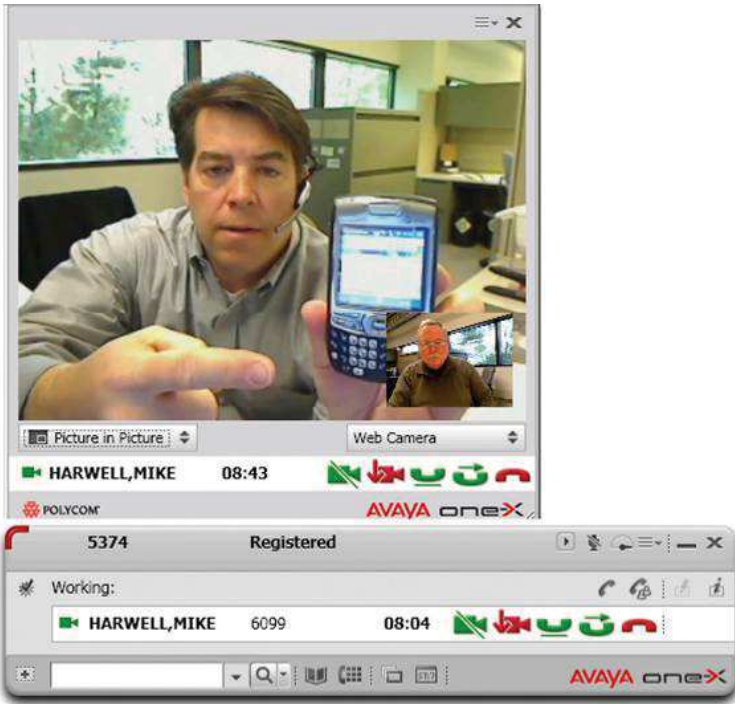 Picture in Picture
Web Camera
HARWELL,MIKE 08:43
POLYCOM
AVAYA one-X
5374 Registered
Working:
HARWELL,MIKE 6099 08:04
AVAYA one-X